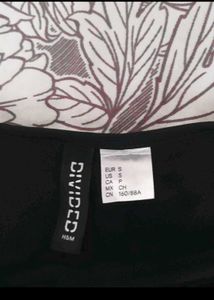 DIVIDED
H&M
EUR S
US S
CA P
MX CH
CN 160/88A